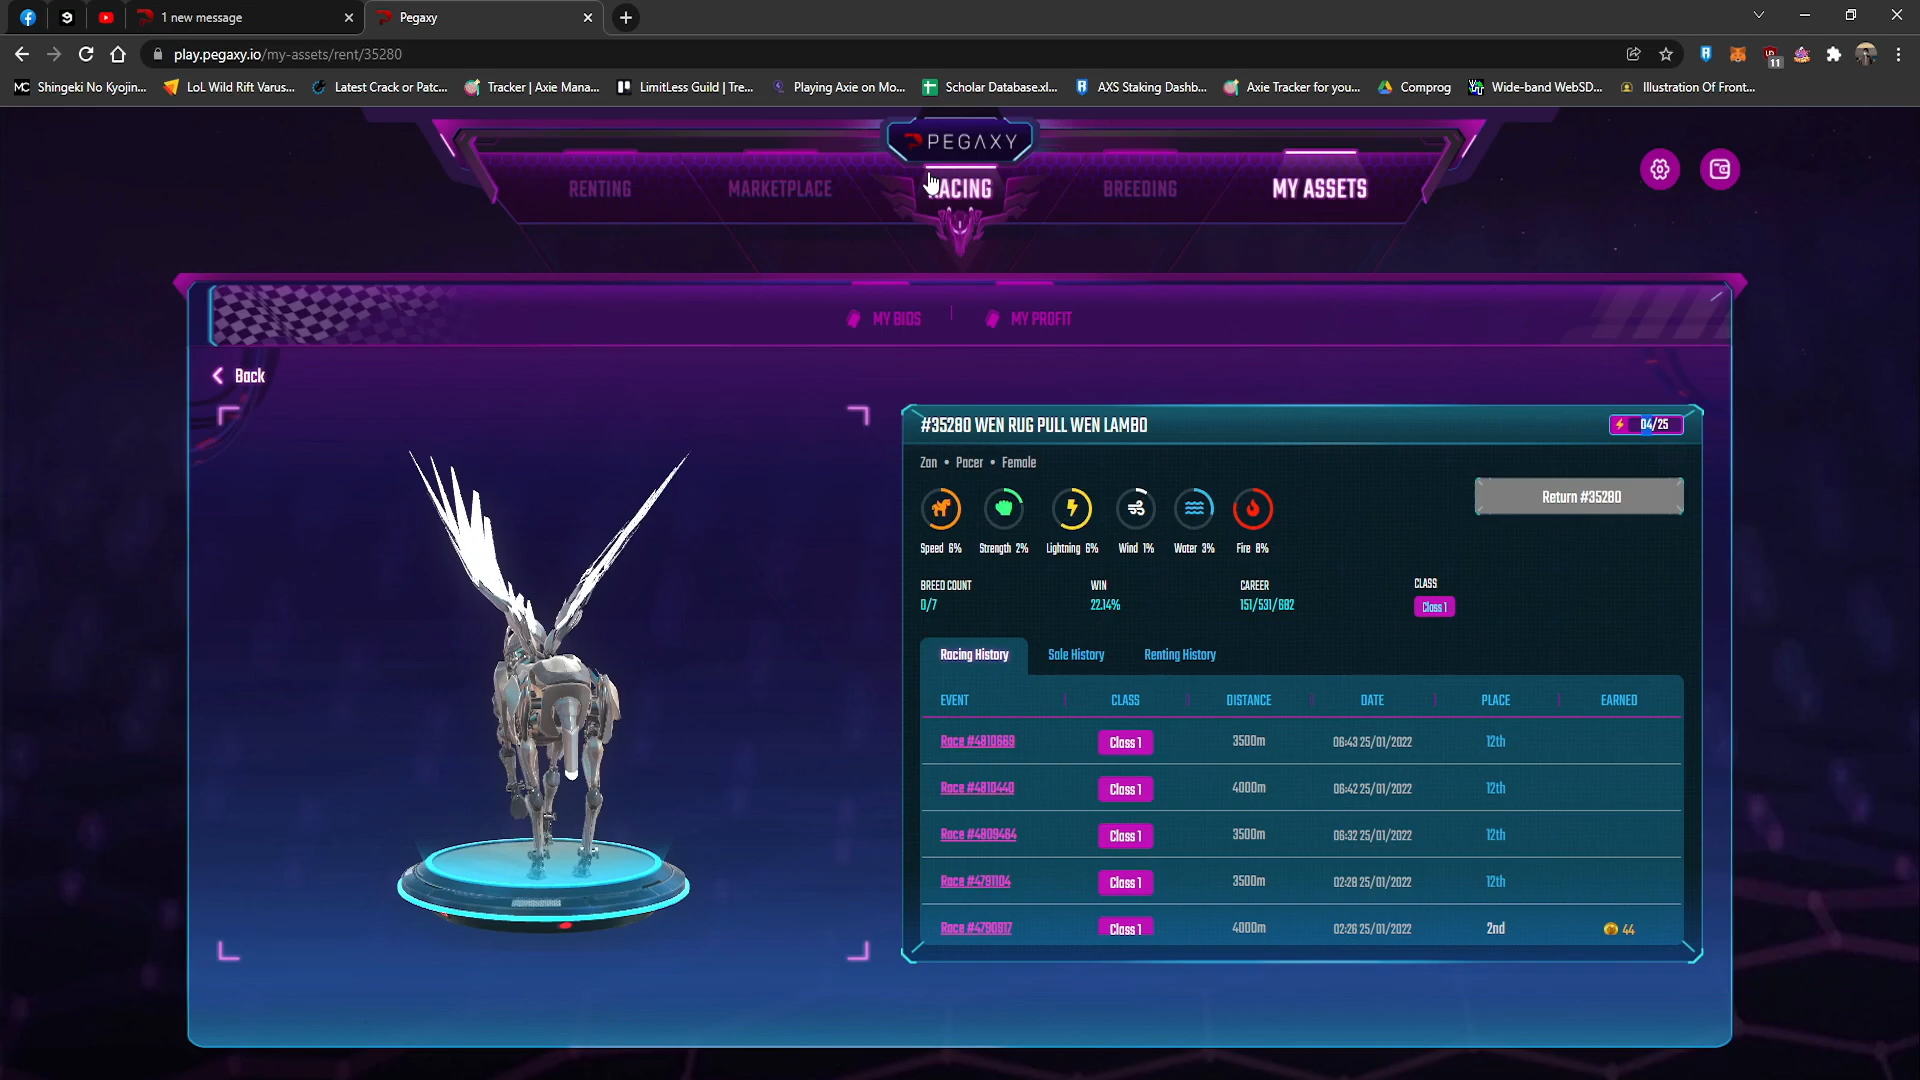 1 new message
Pegaxy
play.pegaxy.io/my-assets/rent/35280
11
Shingeki No Kyojin...
LoL Wild Rift Varus...
Latest Crack or Patc...
Tracker | Axie Mana...
LimitLess Guild | Tre...
Playing Axie on Mo...
Scholar Database.xl...
AXS Staking Dashb...
Axie Tracker for you...
Comprog
Wide-band WebSD...
Illustration Of Front...
PEGAXY
RENTING
MARKETPLACE
RACING
BREEDING
MY ASSETS
MY BIDS
MY PROFIT
Back
#35280 WEN RUG PULL WEN LAMBO
04/25
Zan • Pacer • Female
Return #35280
Speed 6%
Strength 2%
Lightning 6%
Wind 1%
Water 3%
Fire 8%
BREED COUNT
0/7
WIN
22.14%
CAREER
151/531/682
CLASS
Class 1
Racing History
Sale History
Renting History
EVENT CLASS DISTANCE DATE PLACE EARNED
Race #4810669 Class 1 3500m 06:43 25/01/2022 12th
Race #4810440 Class 1 4000m 06:42 25/01/2022 12th
Race #4809484 Class 1 3500m 06:32 25/01/2022 12th
Race #4791104 Class 1 3500m 02:28 25/01/2022 12th
Race #4790917 Class 1 4000m 02:26 25/01/2022 2nd 44